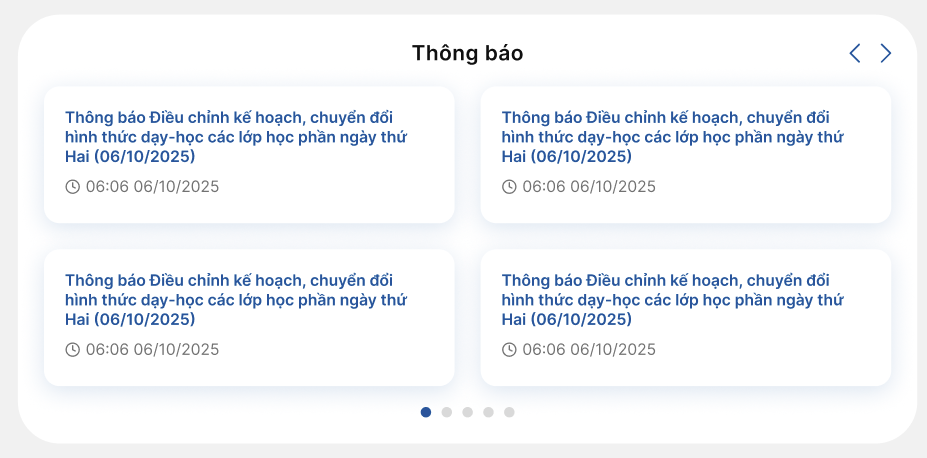 Thông báo
Thông báo Điều chỉnh kế hoạch, chuyển đổi
hình thức dạy-học các lớp học phần ngày thứ
Hai (06/10/2025)
06:06 06/10/2025
Thông báo Điều chỉnh kế hoạch, chuyển đổi
hình thức dạy-học các lớp học phần ngày thứ
Hai (06/10/2025)
06:06 06/10/2025
Thông báo Điều chỉnh kế hoạch, chuyển đổi
hình thức dạy-học các lớp học phần ngày thứ
Hai (06/10/2025)
06:06 06/10/2025
Thông báo Điều chỉnh kế hoạch, chuyển đổi
hình thức dạy-học các lớp học phần ngày thứ
Hai (06/10/2025)
06:06 06/10/2025